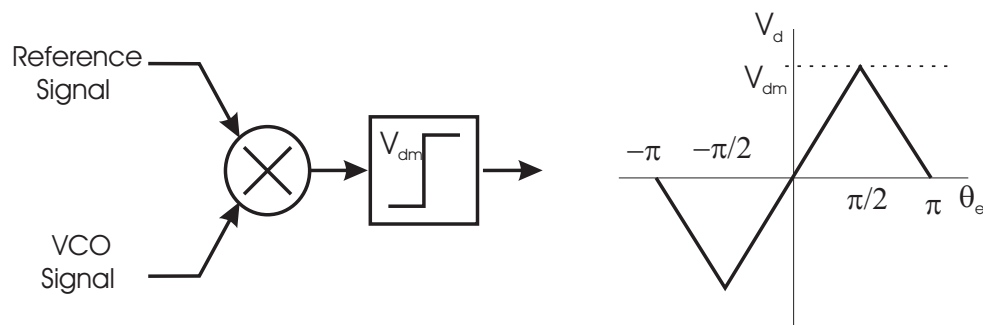 Reference
Signal
VCO
Signal
V_dm
V_d
V_dm
−π −π/2
π/2 π θ_e